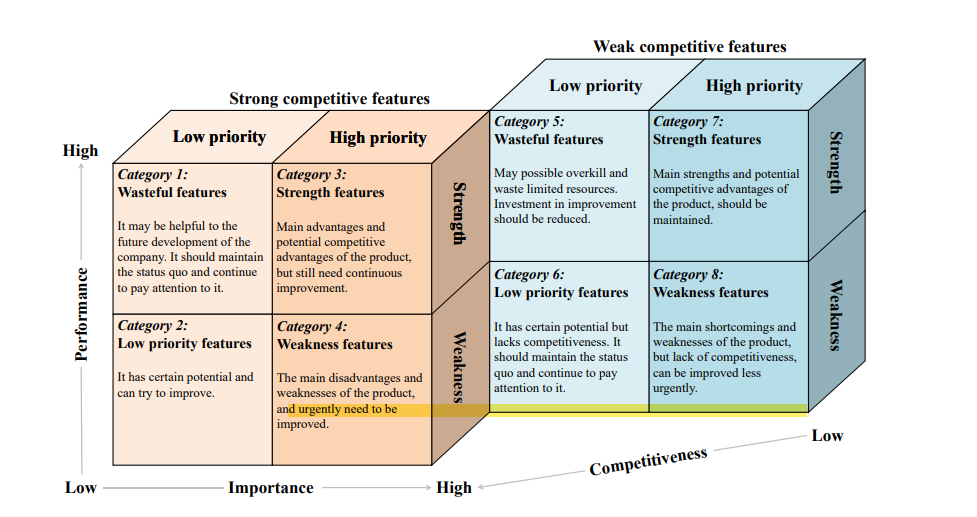 Weak competitive features
Low priority
High priority
Strong competitive features
Low priority
High priority
High
Performance
Low
Category 1:
Wasteful features
It may be helpful to the
future development of the
company. It should maintain
the status quo and continue
to pay attention to it.
Category 3:
Strength features
Main advantages and
potential competitive
advantages of the product,
but still need continuous
improvement.
Strength
Category 2:
Low priority features
It has certain potential and
can try to improve.
Category 4:
Weakness features
The main disadvantages and
weaknesses of the product,
and urgently need to be
improved.
Weakness
Category 5:
Wasteful features
May possible overkill and
waste limited resources.
Investment in improvement
should be reduced.
Category 7:
Strength features
Main strengths and potential
competitive advantages of
the product, should be
maintained.
Strength
Category 6:
Low priority features
It has certain potential but
lacks competitiveness. It
should maintain the status
quo and continue to pay
attention to it.
Category 8:
Weakness features
The main shortcomings and
weaknesses of the product,
but lack of competitiveness,
can be improved less
urgently.
Weakness
Importance
High
Competitiveness
Low